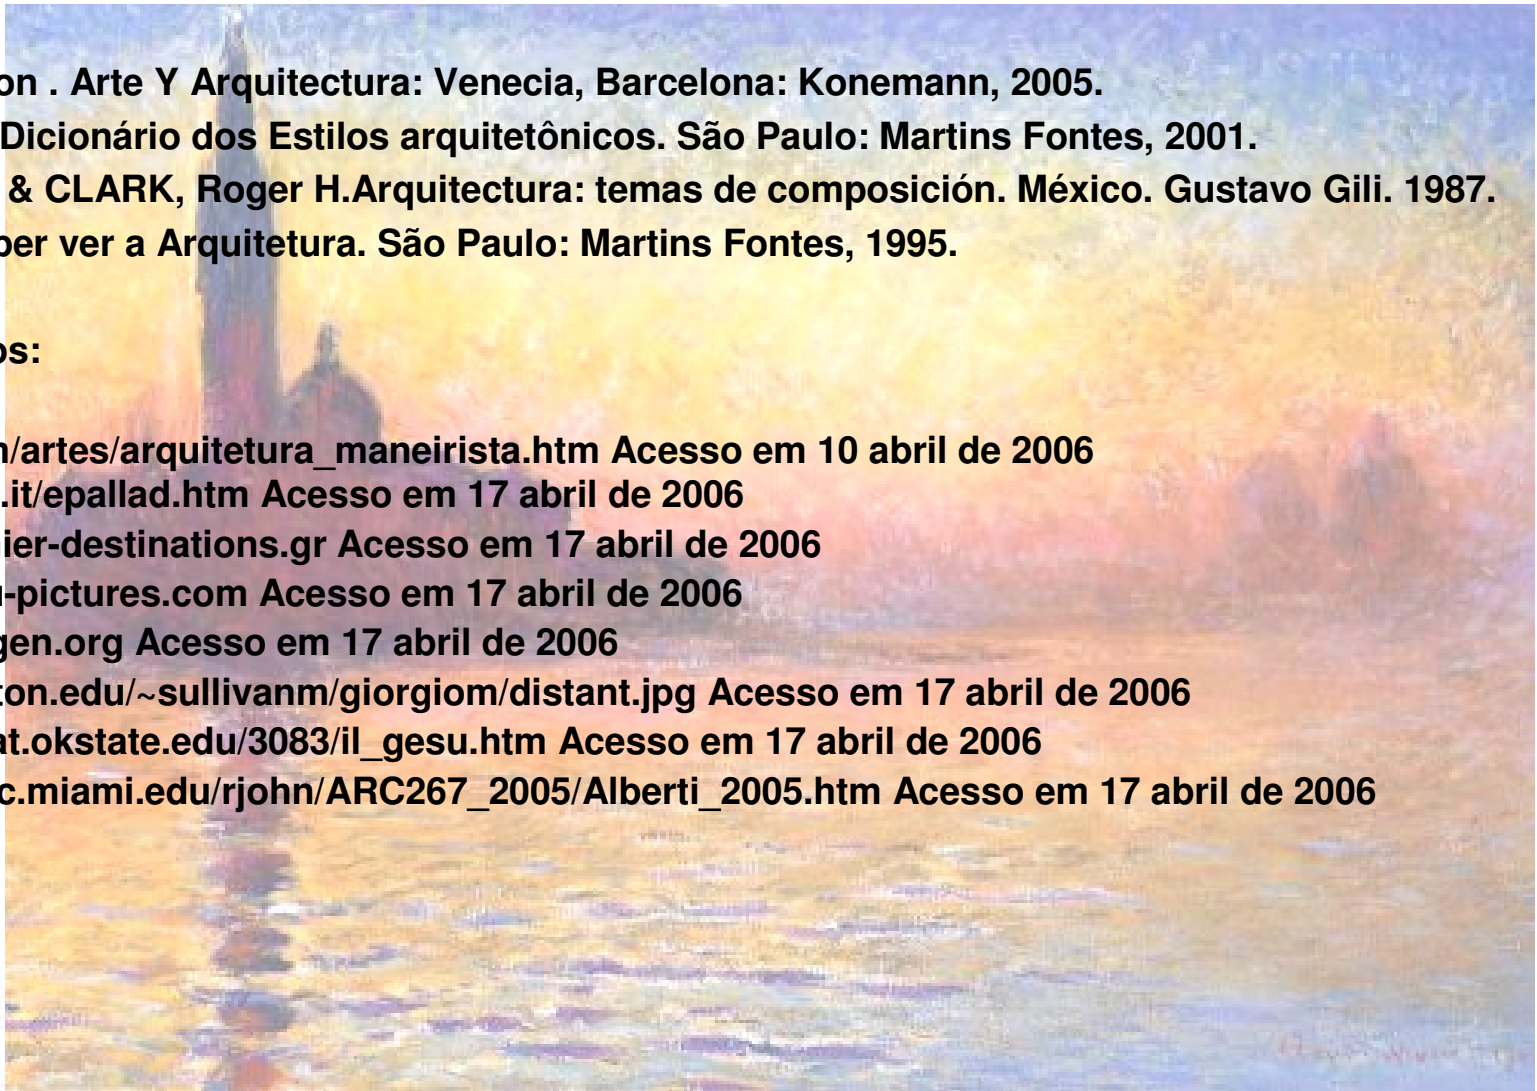 on . Arte Y Arquitectura: Venecia, Barcelona: Konemann, 2005.
Dicionário dos Estilos arquitetônicos. São Paulo: Martins Fontes, 2001.
& CLARK, Roger H.Arquitectura: temas de composición. México. Gustavo Gili. 1987.
ber ver a Arquitetura. São Paulo: Martins Fontes, 1995.
os:
/artes/arquitetura_maneirista.htm Acesso em 10 abril de 2006
.it/epallad.htm Acesso em 17 abril de 2006
ier-destinations.gr Acesso em 17 abril de 2006
-pictures.com Acesso em 17 abril de 2006
gen.org Acesso em 17 abril de 2006
ton.edu/~sullivanm/giorgiom/distant.jpg Acesso em 17 abril de 2006
at.okstate.edu/3083/il_gesu.htm Acesso em 17 abril de 2006
c.miami.edu/rjohn/ARC267_2005/Alberti_2005.htm Acesso em 17 abril de 2006